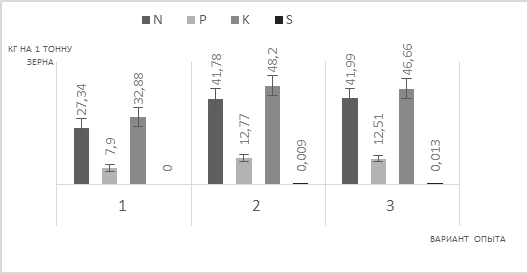 N P K S
КГ НА 1 ТОННУ
ЗЕРНА
27,34
7,9
32,88
0
41,78
12,77
48,2
0,009
41,99
12,51
46,66
0,013
1 2 3
ВАРИАНТ ОПЫТА